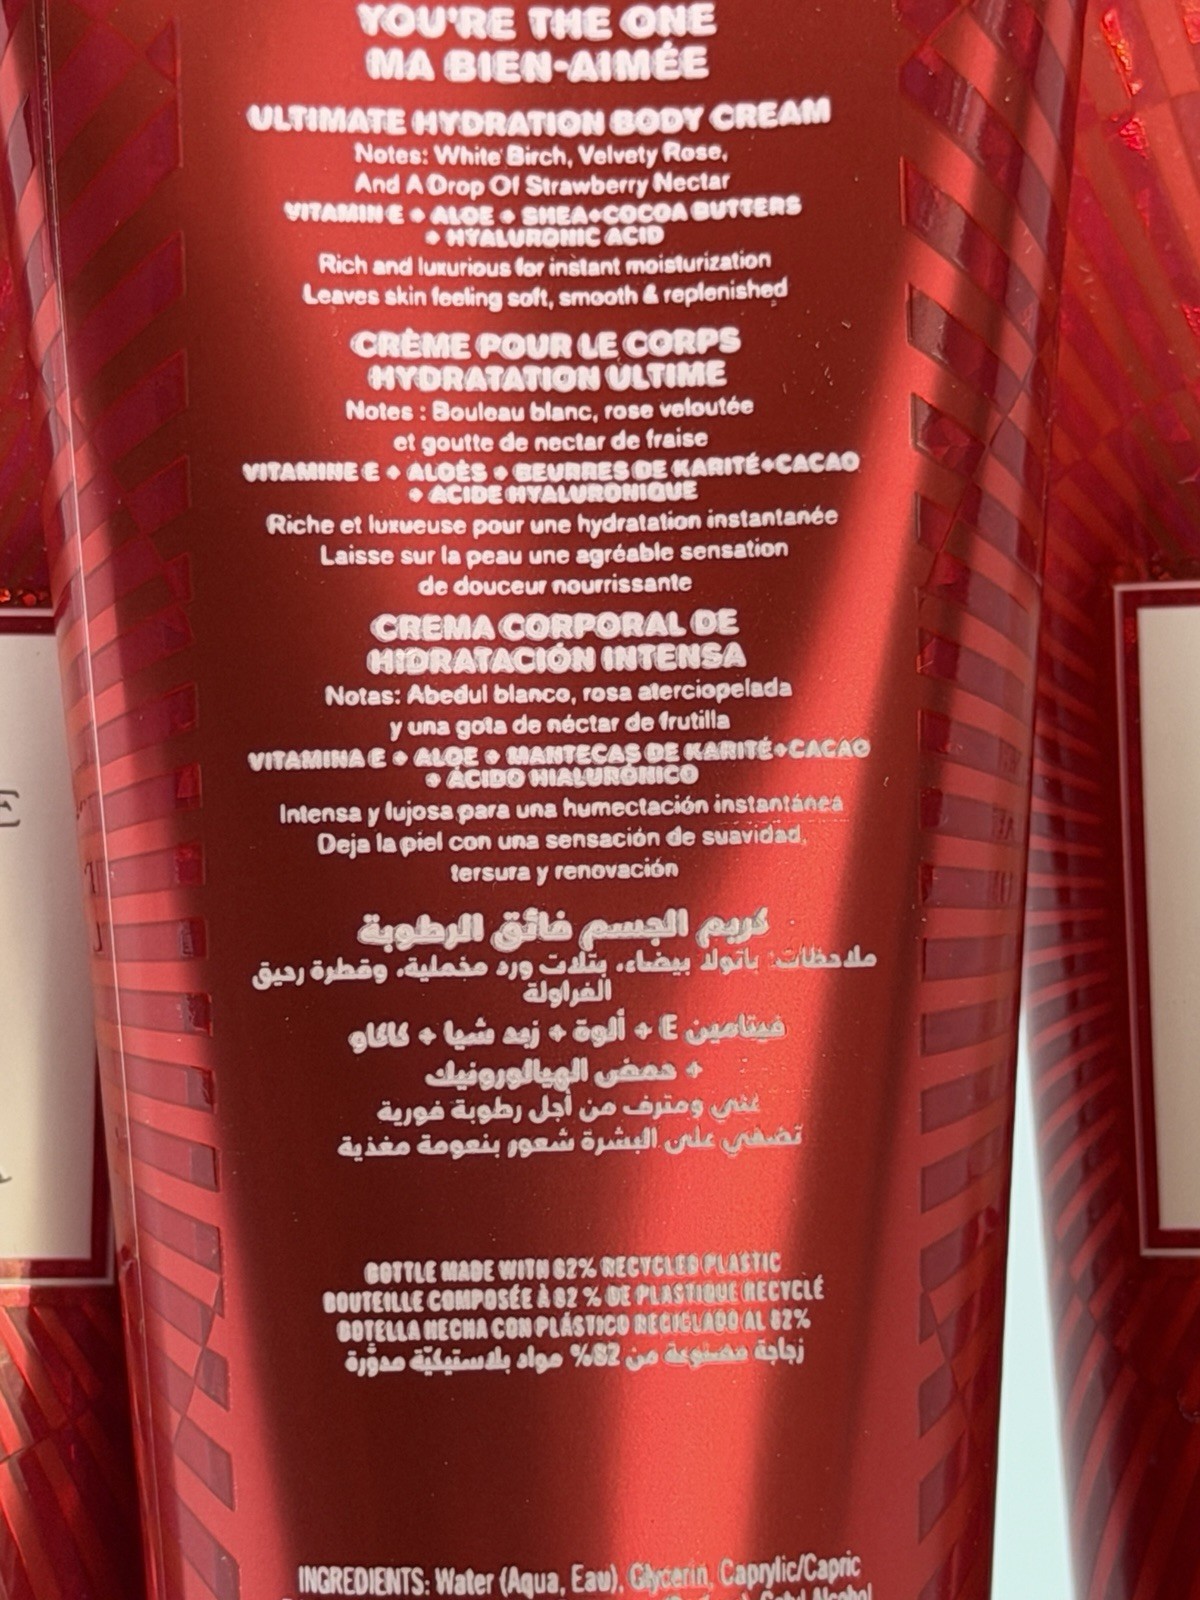 YOU'RE THE ONE
MA BIEN-AIMÉE
ULTIMATE HYDRATION BODY CREAM
Notes: White Birch, Velvety Rose,
And A Drop Of Strawberry Nectar
VITAMIN E + ALOE + SHEA+COCOA BUTTERS
+ HYALURONIC ACID
Rich and luxurious for instant moisturization
Leaves skin feeling soft, smooth & replenished
CRÈME POUR LE CORPS
HYDRATATION ULTIME
Notes : Bouleau blanc, rose veloutée
et goutte de nectar de fraise
VITAMINE E + ALOÈS + BEURRES DE KARITÉ+CACAO
+ ACIDE HYALURONIQUE
Riche et luxueuse pour une hydratation instantanée
Laisse sur la peau une agréable sensation
de douceur nourrissante
CREMA CORPORAL DE
HIDRATACIÓN INTENSA
Notas: Abedul blanco, rosa aterciopelada
y una gota de néctar de frutilla
VITAMINA E + ALOE + MANTECAS DE KARITÉ+CACAO
+ ÁCIDO HIALURÓNICO
Intensa y lujosa para una humectación instantánea
Deja la piel con una sensación de suavidad,
tersura y renovación
كريم الجسم فائق الرطوبة
ملاحظات: باتولا بيضاء، بتلات ورد مخملية، وقطرة رحيق
الفراولة
فيتامين E + ألوة + زبد شيا + كاكاو
+ حمض الهيالورونيك
غني ومترف من أجل رطوبة فورية
تضفي على البشرة شعور بنعومة مغذية
BOTTLE MADE WITH 82% RECYCLED PLASTIC
BOUTEILLE COMPOSÉE À 82 % DE PLASTIQUE RECYCLÉ
BOTELLA HECHA CON PLÁSTICO RECICLADO AL 82%
زجاجة مصنوعة من 82% مواد بلاستيكيّة مدوَّرة
INGREDIENTS: Water (Aqua, Eau), Glycerin, Caprylic/Capric
Cetyl Alcohol